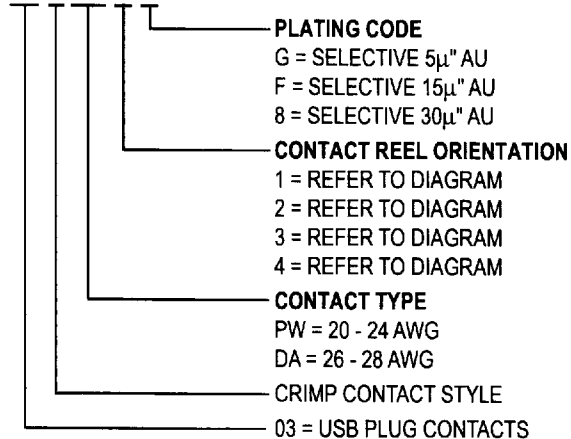 PLATING CODE
G = SELECTIVE 5µ" AU
F = SELECTIVE 15µ" AU
8 = SELECTIVE 30µ" AU
CONTACT REEL ORIENTATION
1 = REFER TO DIAGRAM
2 = REFER TO DIAGRAM
3 = REFER TO DIAGRAM
4 = REFER TO DIAGRAM
CONTACT TYPE
PW = 20 - 24 AWG
DA = 26 - 28 AWG
CRIMP CONTACT STYLE
03 = USB PLUG CONTACTS